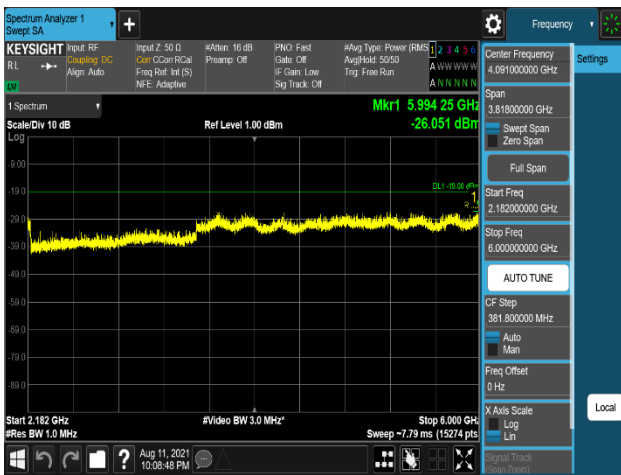 Spectrum Analyzer 1
Swept SA
+
Frequency
KEYSIGHT
RL
Input: RF
Coupling: DC
Align: Auto
Input Z: 50 Ω
Corr CCorr RCal
Freq Ref: Int (S)
NFE: Adaptive
#Atten: 16 dB
Preamp: Off
PNO: Fast
Gate: Off
IF Gain: Low
Sig Track: Off
#Avg Type: Power (RMS
Avg|Hold: 50/50
Trig: Free Run
1 2 3 4 5 6
A W W W W W
A N N N N N
1 Spectrum
Scale/Div 10 dB
Log
Ref Level 1.00 dBm
Mkr1 5.994 25 GHz
-26.051 dBm
-9.00
-19.0
-29.0
-39.0
-49.0
-59.0
-69.0
-79.0
-89.0
DL1 -19.00 dBm
1
Start 2.182 GHz
#Res BW 1.0 MHz
#Video BW 3.0 MHz*
Stop 6.000 GHz
Sweep ~7.79 ms (15274 pts)
Center Frequency
4.091000000 GHz
Span
3.81800000 GHz
Swept Span
Zero Span
Full Span
Start Freq
2.182000000 GHz
Stop Freq
6.000000000 GHz
AUTO TUNE
CF Step
381.800000 MHz
Auto
Man
Freq Offset
0 Hz
X Axis Scale
Log
Lin
Signal Track
(Span Zoom)
Settings
Local
?
Aug 11, 2021
10:08:48 PM